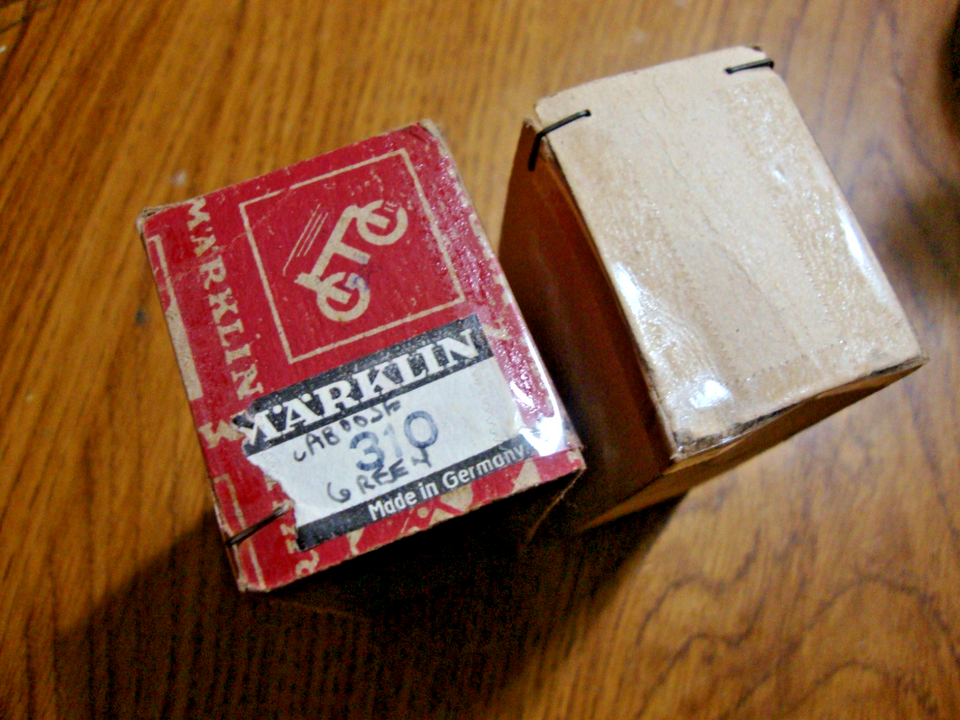 MÄRKLIN
MÄRKLIN
CABOOSE
310
GREEN
Made in Germany